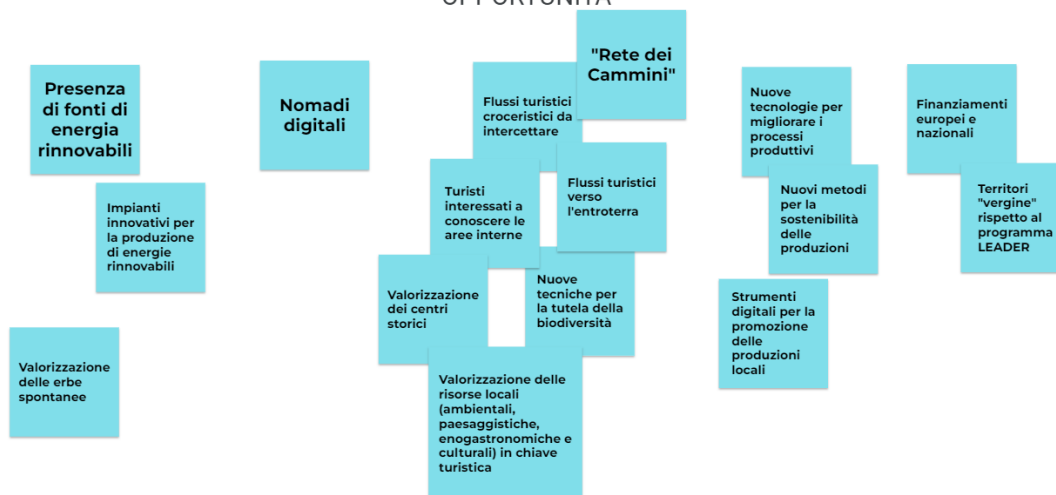 OPPORTUNITÀ
"Rete dei
Cammini"
Presenza
di fonti di
energia
rinnovabili
Nomadi
digitali
Flussi turistici
croceristici da
intercettare
Nuove
tecnologie per
migliorare i
processi
produttivi
Finanziamenti
europei e
nazionali
Impianti
innovativi per
la produzione
di energie
rinnovabili
Turisti
interessati a
conoscere le
aree interne
Flussi turistici
verso
l'entroterra
Nuovi metodi
per la
sostenibilità
delle
produzioni
Territori
"vergine"
rispetto al
programma
LEADER
Valorizzazione
dei centri
storici
Nuove
tecniche per
la tutela della
biodiversità
Strumenti
digitali per la
promozione
delle
produzioni
locali
Valorizzazione
delle erbe
spontanee
Valorizzazione delle
risorse locali
(ambientali,
paesaggistiche,
enogastronomiche e
culturali) in chiave
turistica